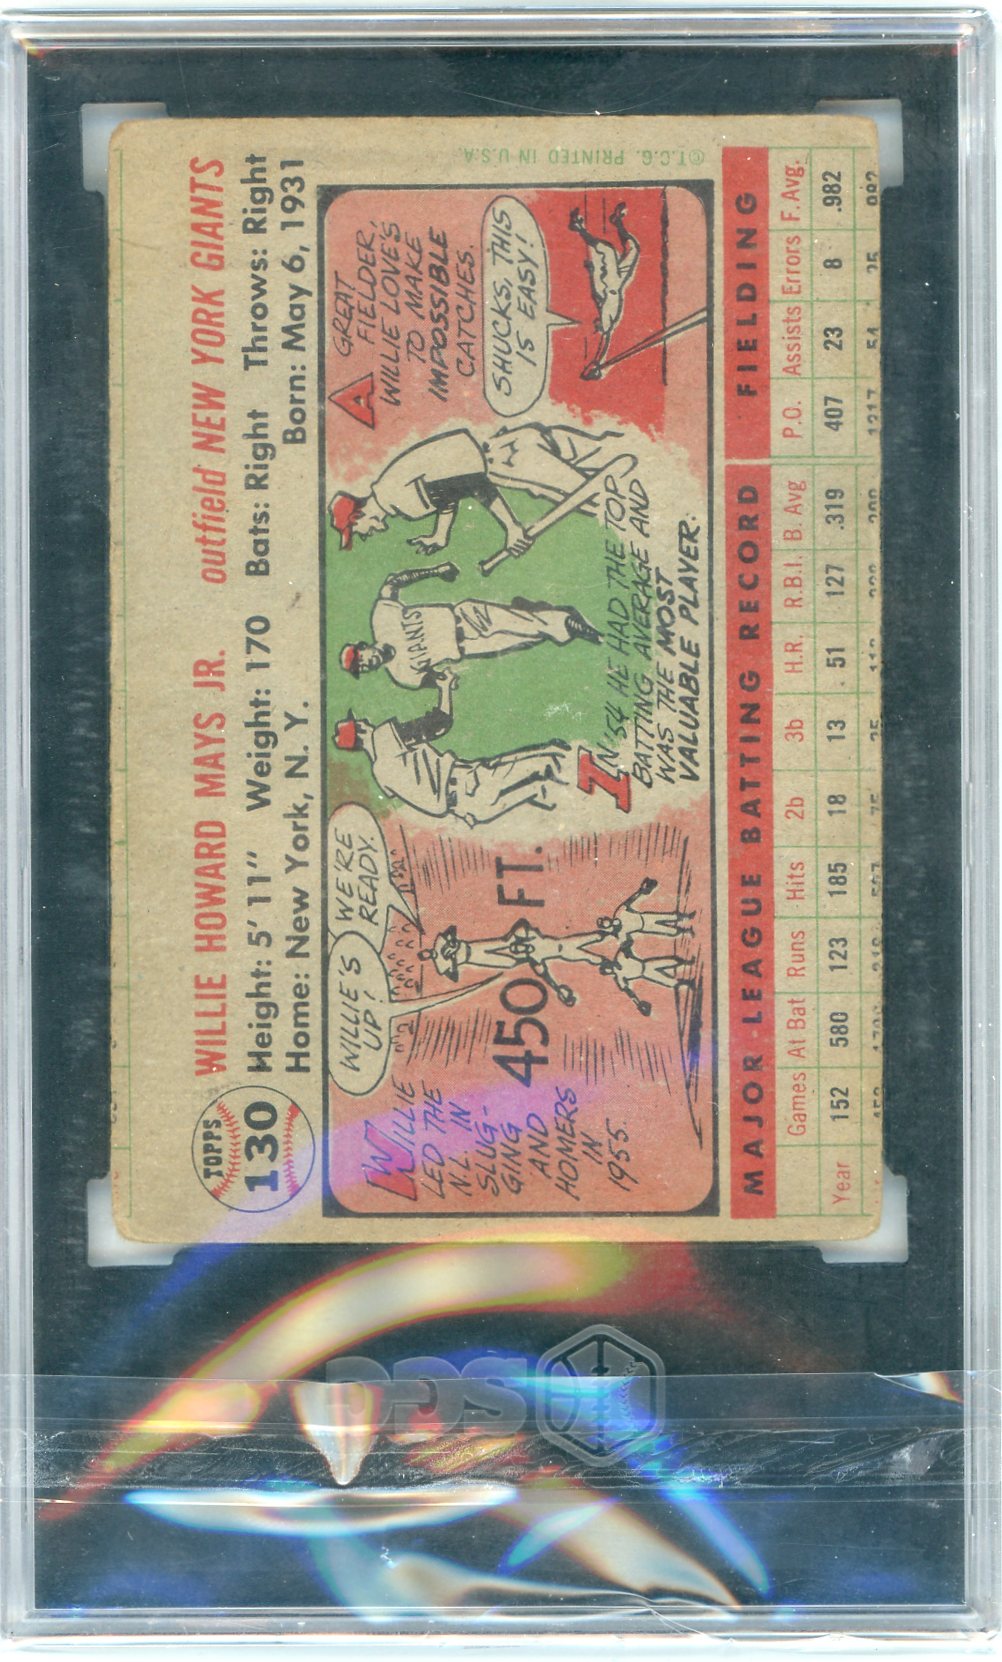 TOPPS
130
WILLIE HOWARD MAYS JR. outfield NEW YORK GIANTS
Height: 5' 11" Weight: 170 Bats: Right Throws: Right
Home: New York, N. Y. Born: May 6, 1931
WILLIE
LED THE
N.L. IN
SLUG-
GING
AND 450 FT.
HOMERS
IN
1955.
WILLIE'S
UP!
WE'RE
READY.
GIANTS
IN '54 HE HAD THE TOP
BATTING AVERAGE AND
WAS THE MOST
VALUABLE PLAYER.
A GREAT
FIELDER,
WILLIE LOVE'S
TO MAKE
IMPOSSIBLE
CATCHES.
SHUCKS, THIS
IS EASY!
©T.C.G. PRINTED IN U.S.A.
MAJOR LEAGUE BATTING RECORD FIELDING
Games At Bat Runs Hits 2b 3b H.R. R.B.I. B. Avg. P.O. Assists Errors F. Avg.
Year 152 580 123 185 18 13 51 127 .319 407 23 8 .982
SGC